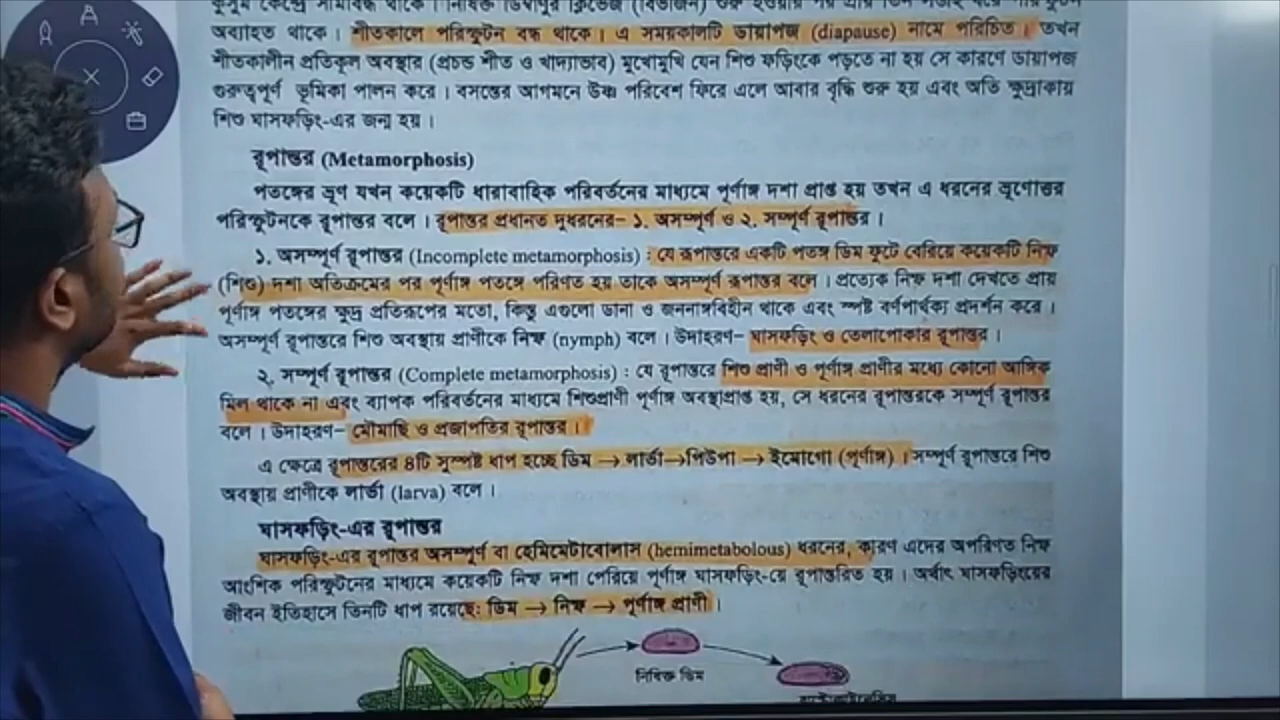 কুসুম কেন্দ্রে সীমাবদ্ধ থাকে। নিষিক্ত ডিম্বাণুর ক্লিভেজ (বিভাজন) শুরু হওয়ার পর প্রায় তিন সপ্তাহ ধরে
অব্যাহত থাকে। শীতকালে পরিস্ফুটন বন্ধ থাকে। এ সময়কালটি ডায়াপজ (diapause) নামে পরিচিত। তখন
শীতকালীন প্রতিকূল অবস্থার (প্রচন্ড শীত ও খাদ্যাভাব) মুখোমুখি যেন শিশু ফড়িংকে পড়তে না হয় সে কারণে ডায়াপজ
গুরুত্বপূর্ণ ভূমিকা পালন করে। বসন্তের আগমনে উষ্ণ পরিবেশ ফিরে এলে আবার বৃদ্ধি শুরু হয় এবং অতি ক্ষুদ্রাকায়
শিশু ঘাসফড়িং-এর জন্ম হয়।
রূপান্তর (Metamorphosis)
পতঙ্গের ভ্রূণ যখন কয়েকটি ধারাবাহিক পরিবর্তনের মাধ্যমে পূর্ণাঙ্গ দশা প্রাপ্ত হয় তখন এ ধরনের ভ্রূণোত্তর
পরিস্ফুটনকে রূপান্তর বলে। রূপান্তর প্রধানত দুধরনের– ১. অসম্পূর্ণ ও ২. সম্পূর্ণ রূপান্তর।
১. অসম্পূর্ণ রূপান্তর (Incomplete metamorphosis) : যে রূপান্তরে একটি পতঙ্গ ডিম ফুটে বেরিয়ে কয়েকটি নিম্ফ
(শিশু) দশা অতিক্রমের পর পূর্ণাঙ্গ পতঙ্গে পরিণত হয় তাকে অসম্পূর্ণ রূপান্তর বলে। প্রত্যেক নিম্ফ দশা দেখতে প্রায়
পূর্ণাঙ্গ পতঙ্গের ক্ষুদ্র প্রতিরূপের মতো, কিন্তু এগুলো ডানা ও জননাঙ্গবিহীন থাকে এবং স্পষ্ট বর্ণপার্থক্য প্রদর্শন করে।
অসম্পূর্ণ রূপান্তরে শিশু অবস্থায় প্রাণীকে নিম্ফ (nymph) বলে। উদাহরণ– ঘাসফড়িং ও তেলাপোকার রূপান্তর।
২. সম্পূর্ণ রূপান্তর (Complete metamorphosis) : যে রূপান্তরে শিশু প্রাণী ও পূর্ণাঙ্গ প্রাণীর মধ্যে কোনো আঙ্গিক
মিল থাকে না এবং ব্যাপক পরিবর্তনের মাধ্যমে শিশুপ্রাণী পূর্ণাঙ্গ অবস্থাপ্রাপ্ত হয়, সে ধরনের রূপান্তরকে সম্পূর্ণ রূপান্তর
বলে। উদাহরণ– মৌমাছি ও প্রজাপতির রূপান্তর।
এ ক্ষেত্রে রূপান্তরের ৪টি সুস্পষ্ট ধাপ হচ্ছে ডিম → লার্ভা→পিউপা → ইমোগো (পূর্ণাঙ্গ)। সম্পূর্ণ রূপান্তরে শিশু
অবস্থায় প্রাণীকে লার্ভা (larva) বলে।
ঘাসফড়িং-এর রূপান্তর
ঘাসফড়িং-এর রূপান্তর অসম্পূর্ণ বা হেমিমেটাবোলাস (hemimetabolous) ধরনের, কারণ এদের অপরিণত নিম্ফ
আংশিক পরিস্ফুটনের মাধ্যমে কয়েকটি নিম্ফ দশা পেরিয়ে পূর্ণাঙ্গ ঘাসফড়িং-য়ে রূপান্তরিত হয়। অর্থাৎ ঘাসফড়িংয়ের
জীবন ইতিহাসে তিনটি ধাপ রয়েছে: ডিম → নিম্ফ → পূর্ণাঙ্গ প্রাণী।
নিষিক্ত ডিম